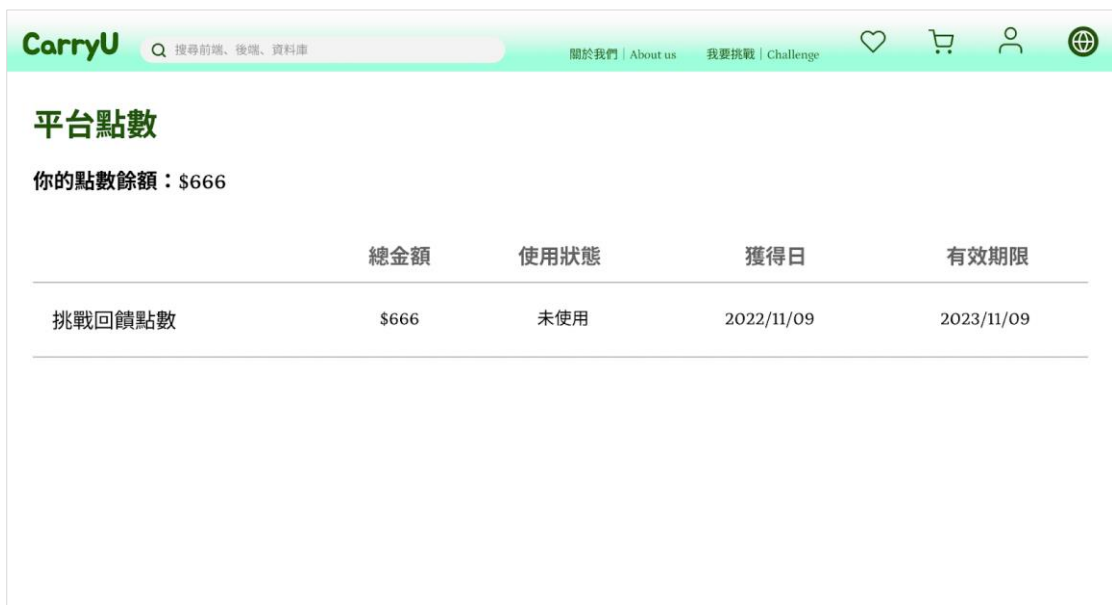 CarryU 搜尋前端、後端、資料庫 關於我們｜About us 我要挑戰｜Challenge
平台點數
你的點數餘額：$666
總金額 使用狀態 獲得日 有效期限
挑戰回饋點數 $666 未使用 2022/11/09 2023/11/09